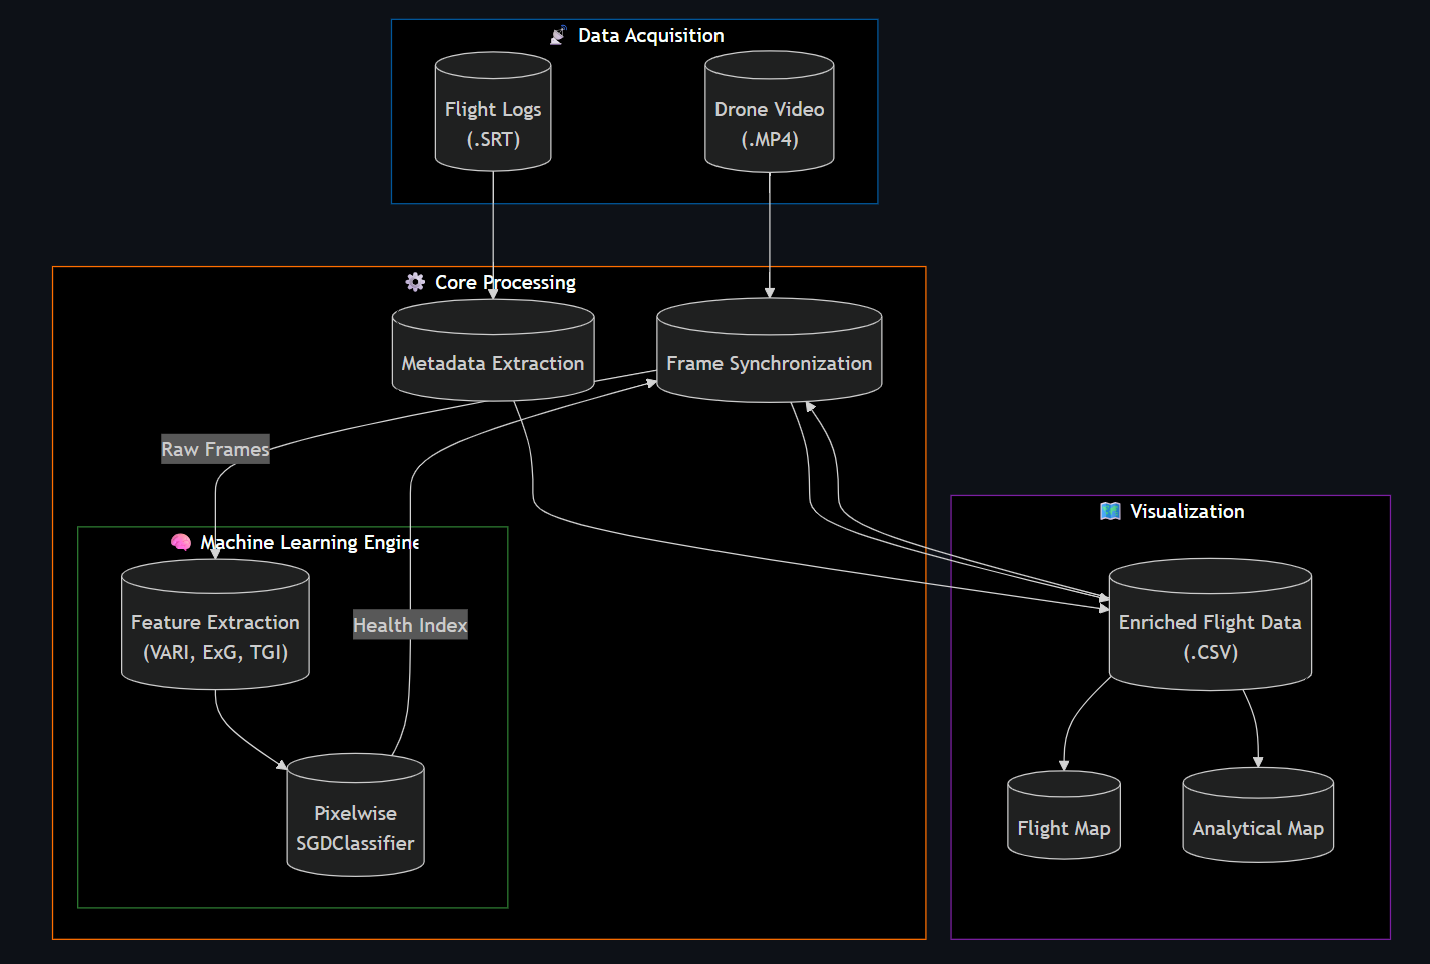 Data Acquisition
Flight Logs
(.SRT)
Drone Video
(.MP4)
Core Processing
Metadata Extraction
Frame Synchronization
Raw Frames
Machine Learning Engine
Feature Extraction
(VARI, ExG, TGI)
Health Index
Pixelwise
SGDClassifier
Visualization
Enriched Flight Data
(.CSV)
Flight Map
Analytical Map